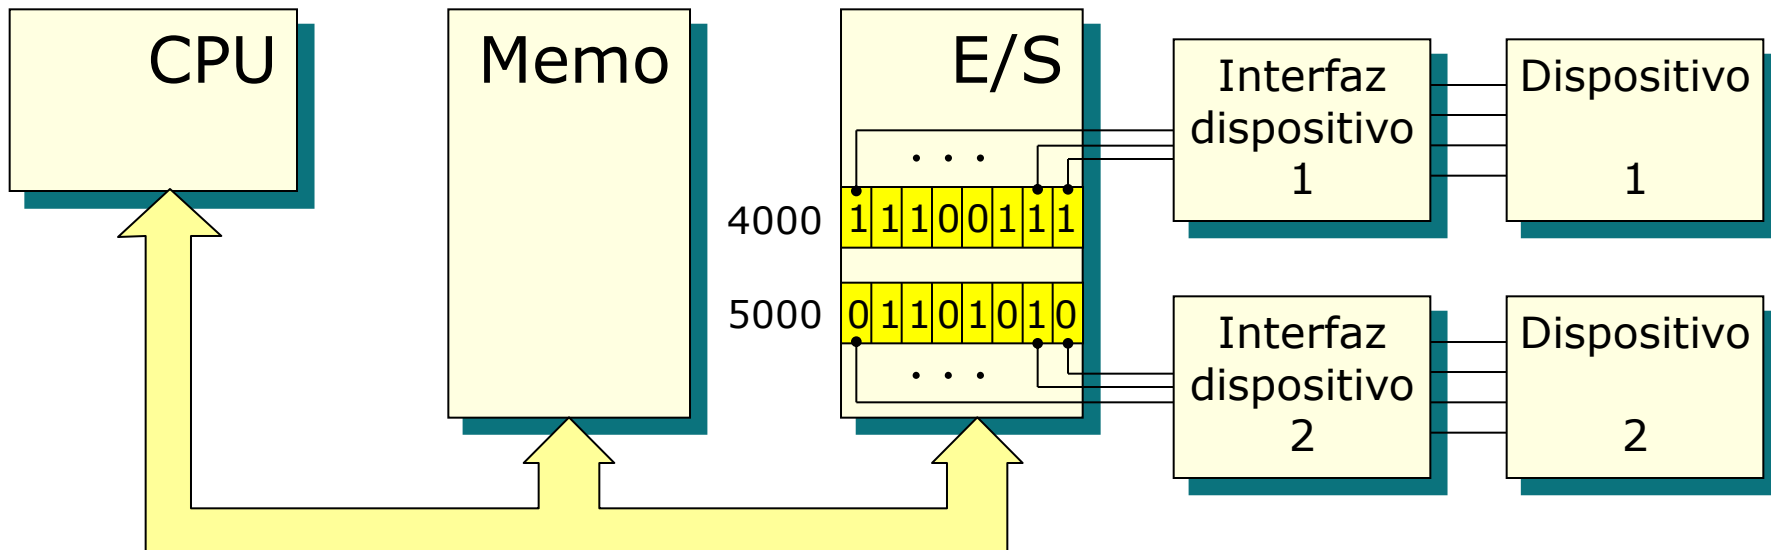 CPU
Memo
E/S
. . .
4000 1 1 1 0 0 1 1 1
5000 0 1 1 0 1 0 1 0
. . .
Interfaz
dispositivo
1
Dispositivo
1
Interfaz
dispositivo
2
Dispositivo
2